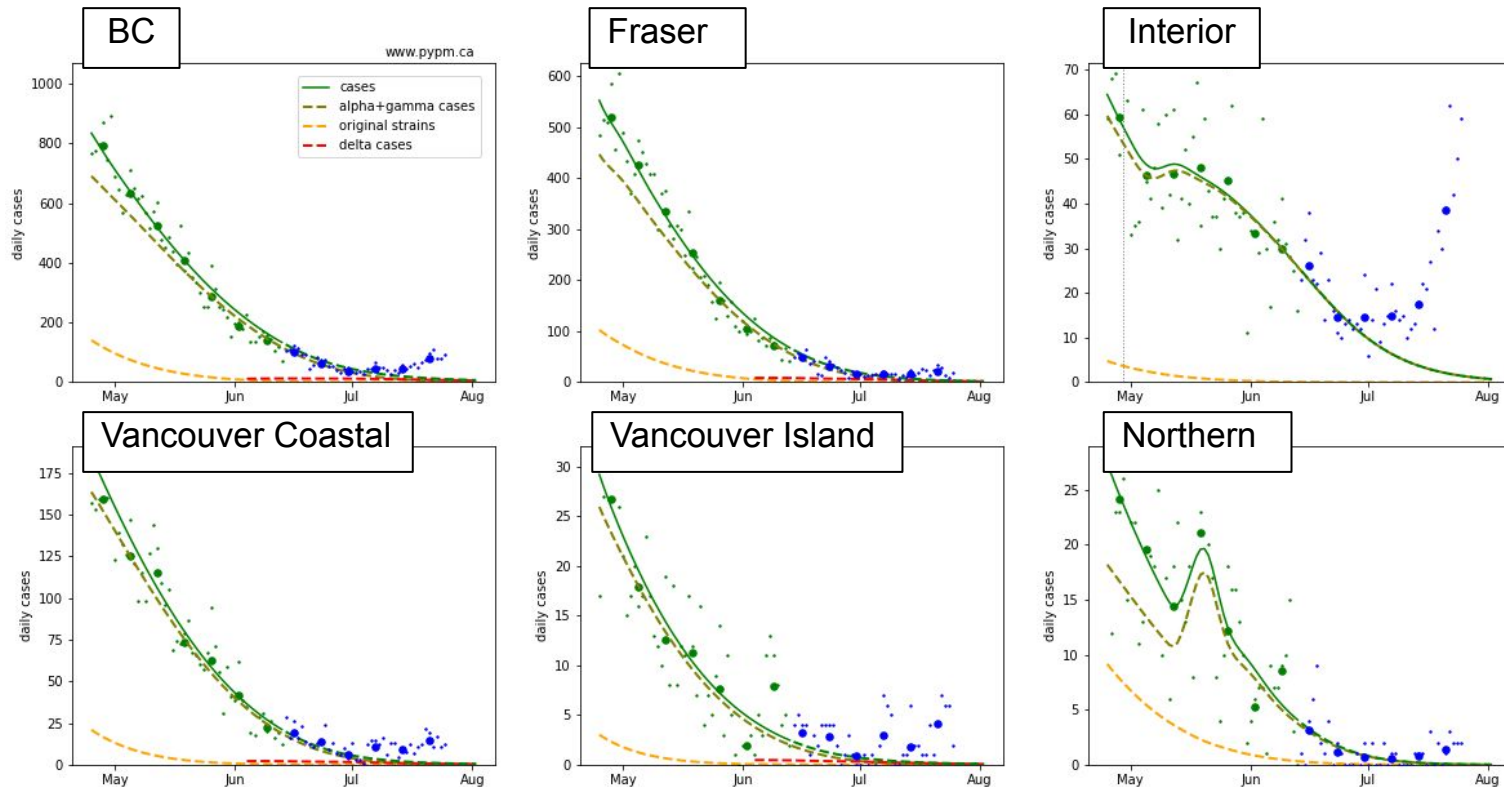 BC
www.pypm.ca
1000
800
600
400
200
0
daily cases
May
Jun
Jul
Aug
cases
alpha+gamma cases
original strains
delta cases
Fraser
600
500
400
300
200
100
0
daily cases
May
Jun
Jul
Aug
Interior
70
60
50
40
30
20
10
0
daily cases
May
Jun
Jul
Aug
Vancouver Coastal
175
150
125
100
75
50
25
0
daily cases
May
Jun
Jul
Aug
Vancouver Island
30
25
20
15
10
5
0
daily cases
May
Jun
Jul
Aug
Northern
25
20
15
10
5
0
daily cases
May
Jun
Jul
Aug